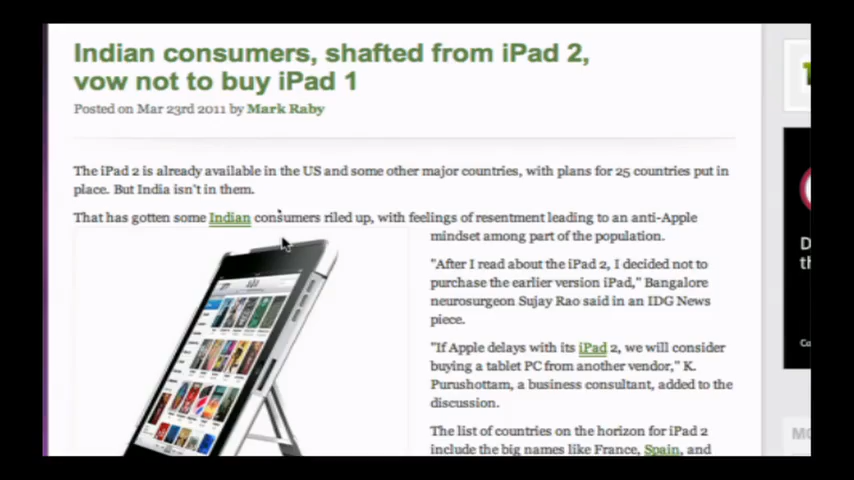 Indian consumers, shafted from iPad 2,
vow not to buy iPad 1
Posted on Mar 23rd 2011 by Mark Raby
The iPad 2 is already available in the US and some other major countries, with plans for 25 countries put in
place. But India isn't in them.
That has gotten some Indian consumers riled up, with feelings of resentment leading to an anti-Apple
mindset among part of the population.
"After I read about the iPad 2, I decided not to
purchase the earlier version iPad," Bangalore
neurosurgeon Sujay Rao said in an IDG News
piece.
"If Apple delays with its iPad 2, we will consider
buying a tablet PC from another vendor," K.
Purushottam, a business consultant, added to the
discussion.
The list of countries on the horizon for iPad 2
include the big names like France, Spain, and